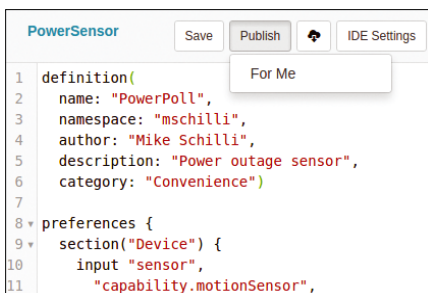 PowerSensor Save Publish IDE Settings
For Me
1 definition(
2 name: "PowerPoll",
3 namespace: "mschilli",
4 author: "Mike Schilli",
5 description: "Power outage sensor",
6 category: "Convenience")
7
8 preferences {
9 section("Device") {
10 input "sensor",
11 "capability.motionSensor",